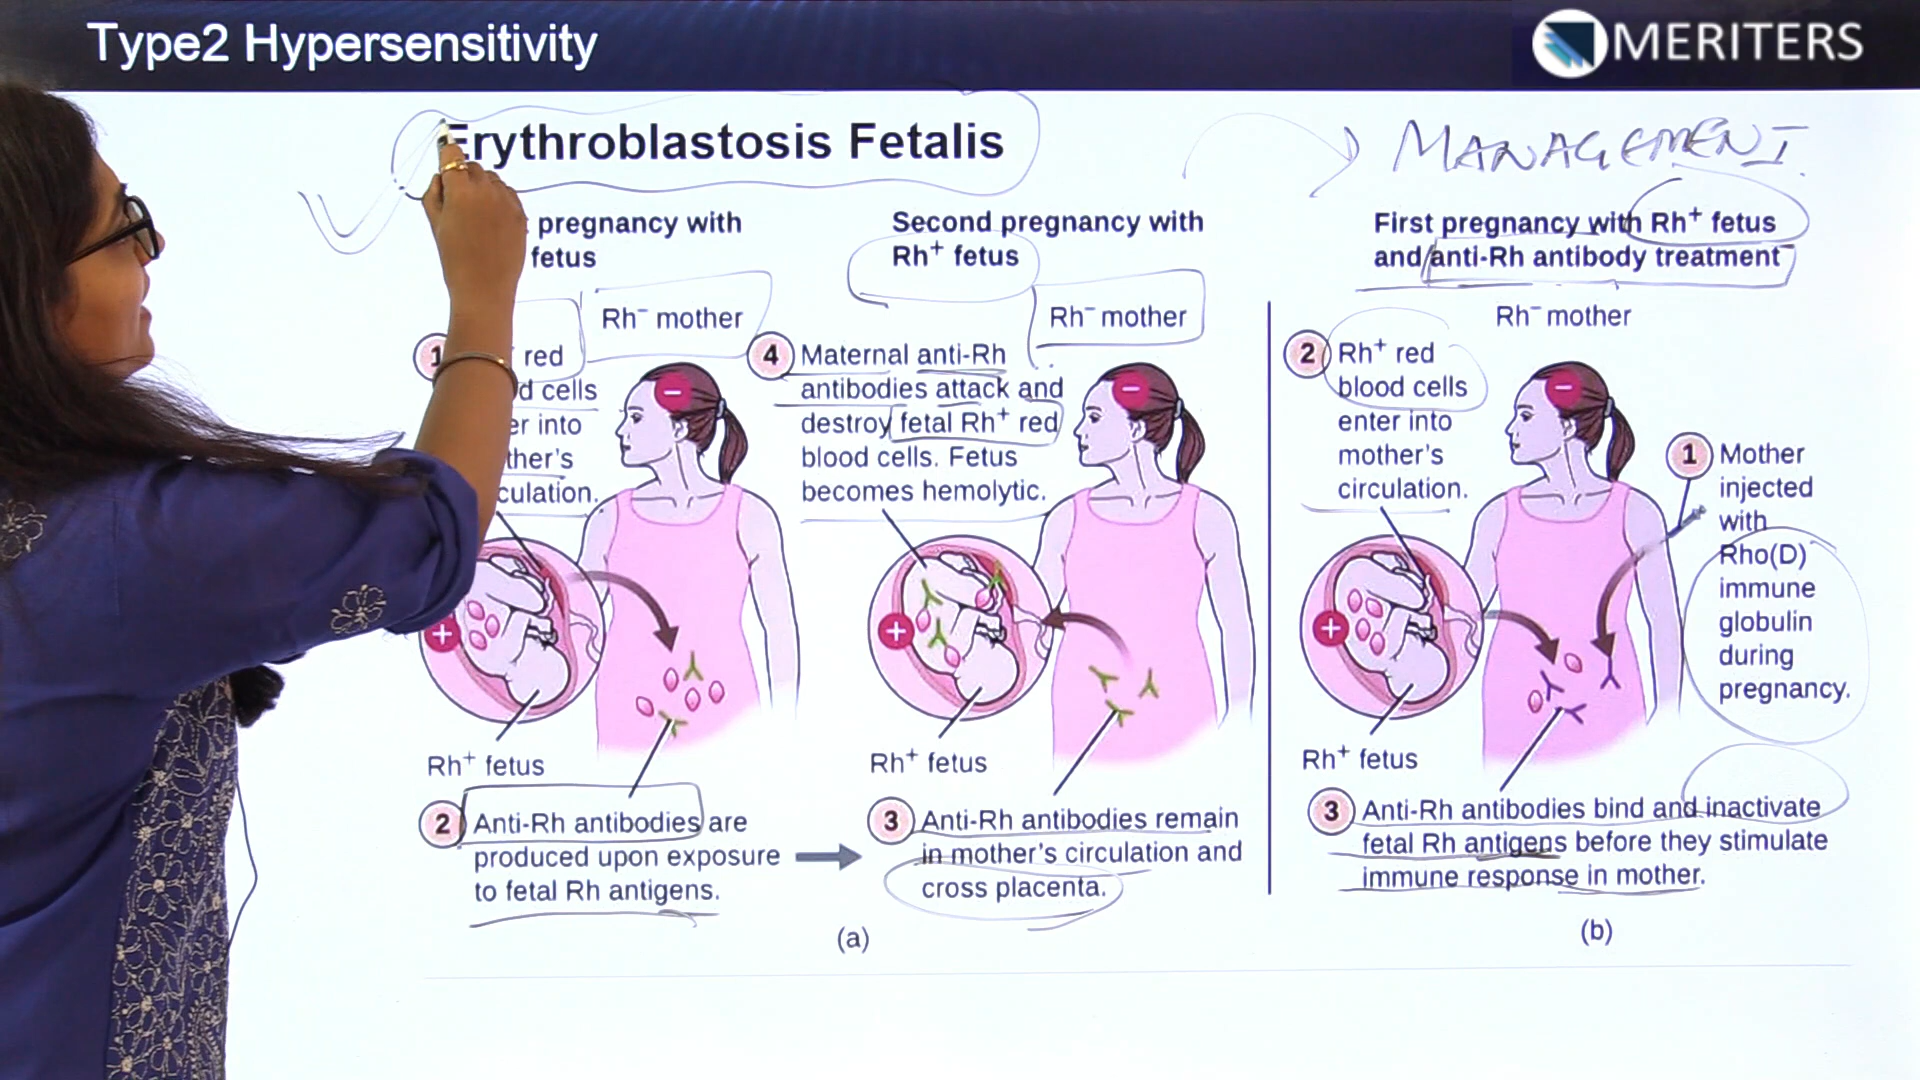 Type2 Hypersensitivity
MERITERS
Erythroblastosis Fetalis
MANAGEMENT
pregnancy with
fetus
Rh⁻ mother
1
red
d cells
er into
ther's
culation.
Rh⁺ fetus
2 Anti-Rh antibodies are
produced upon exposure
to fetal Rh antigens.
Second pregnancy with
Rh⁺ fetus
Rh⁻ mother
4 Maternal anti-Rh
antibodies attack and
destroy fetal Rh⁺ red
blood cells. Fetus
becomes hemolytic.
Rh⁺ fetus
3 Anti-Rh antibodies remain
in mother's circulation and
cross placenta.
(a)
First pregnancy with Rh⁺ fetus
and anti-Rh antibody treatment
Rh⁻ mother
2 Rh⁺ red
blood cells
enter into
mother's
circulation.
1 Mother
injected
with
Rho(D)
immune
globulin
during
pregnancy.
Rh⁺ fetus
3 Anti-Rh antibodies bind and inactivate
fetal Rh antigens before they stimulate
immune response in mother.
(b)